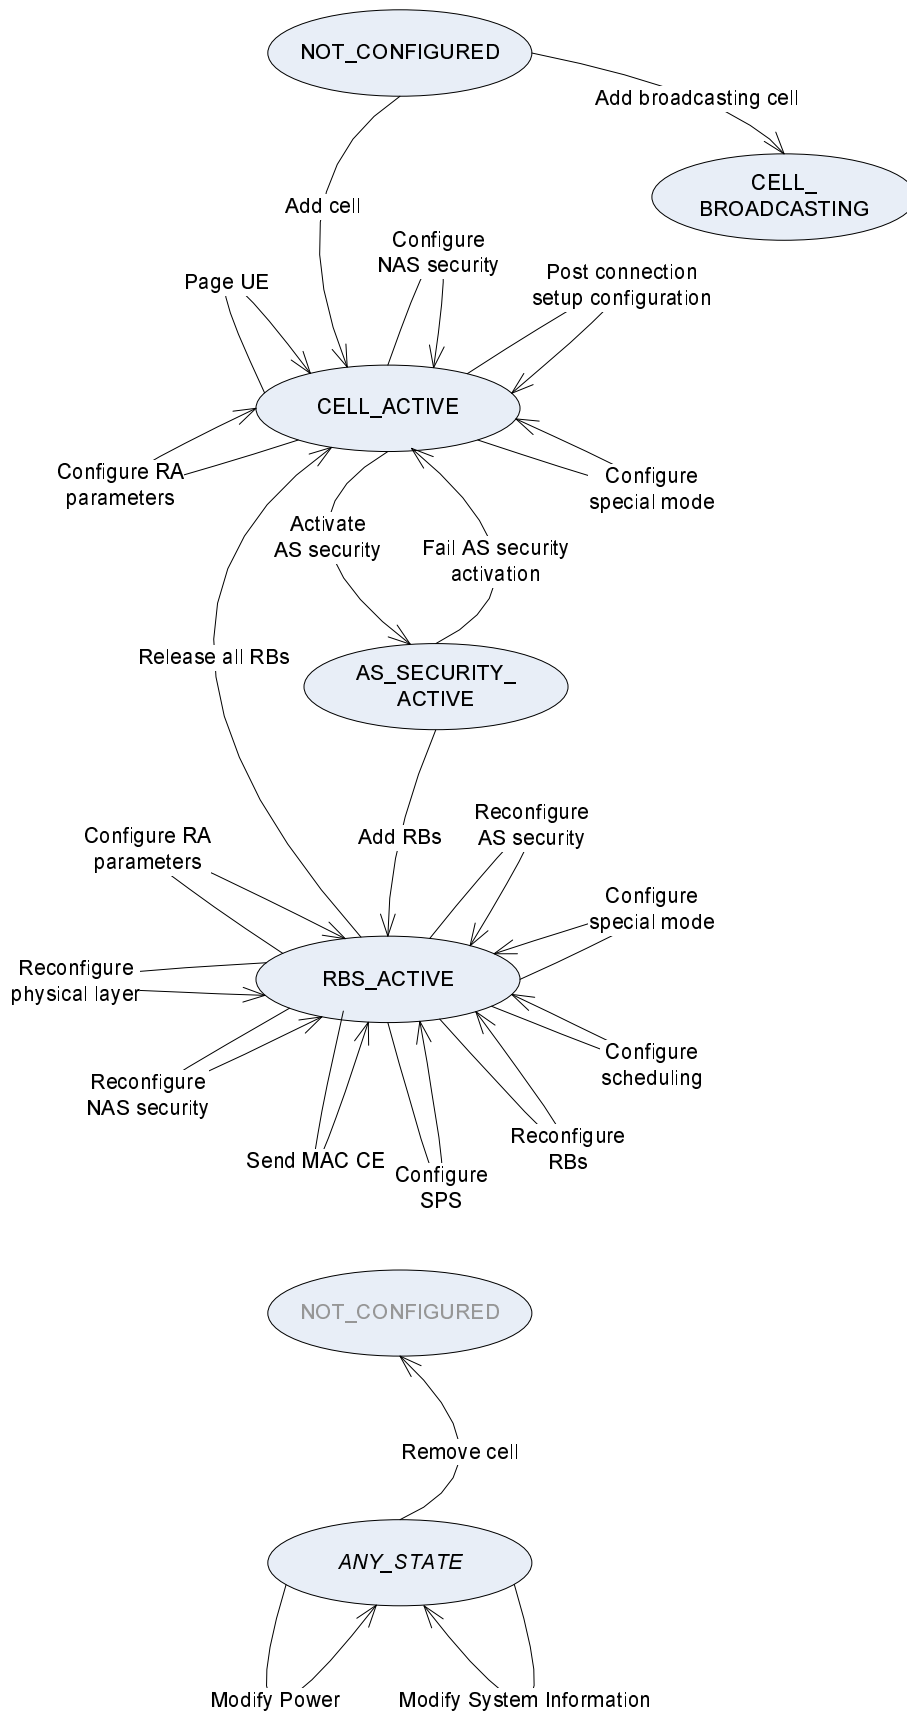 NOT_CONFIGURED
Add broadcasting cell
CELL_
BROADCASTING
Add cell
Configure
NAS security
Page UE
Post connection
setup configuration
CELL_ACTIVE
Configure RA
parameters
Configure
special mode
Activate
AS security
Fail AS security
activation
Release all RBs
AS_SECURITY_
ACTIVE
Add RBs
Reconfigure
AS security
Configure RA
parameters
Configure
special mode
Reconfigure
physical layer
RBS_ACTIVE
Configure
scheduling
Reconfigure
NAS security
Send MAC CE
Configure
SPS
Reconfigure
RBs
NOT_CONFIGURED
Remove cell
ANY_STATE
Modify Power
Modify System Information